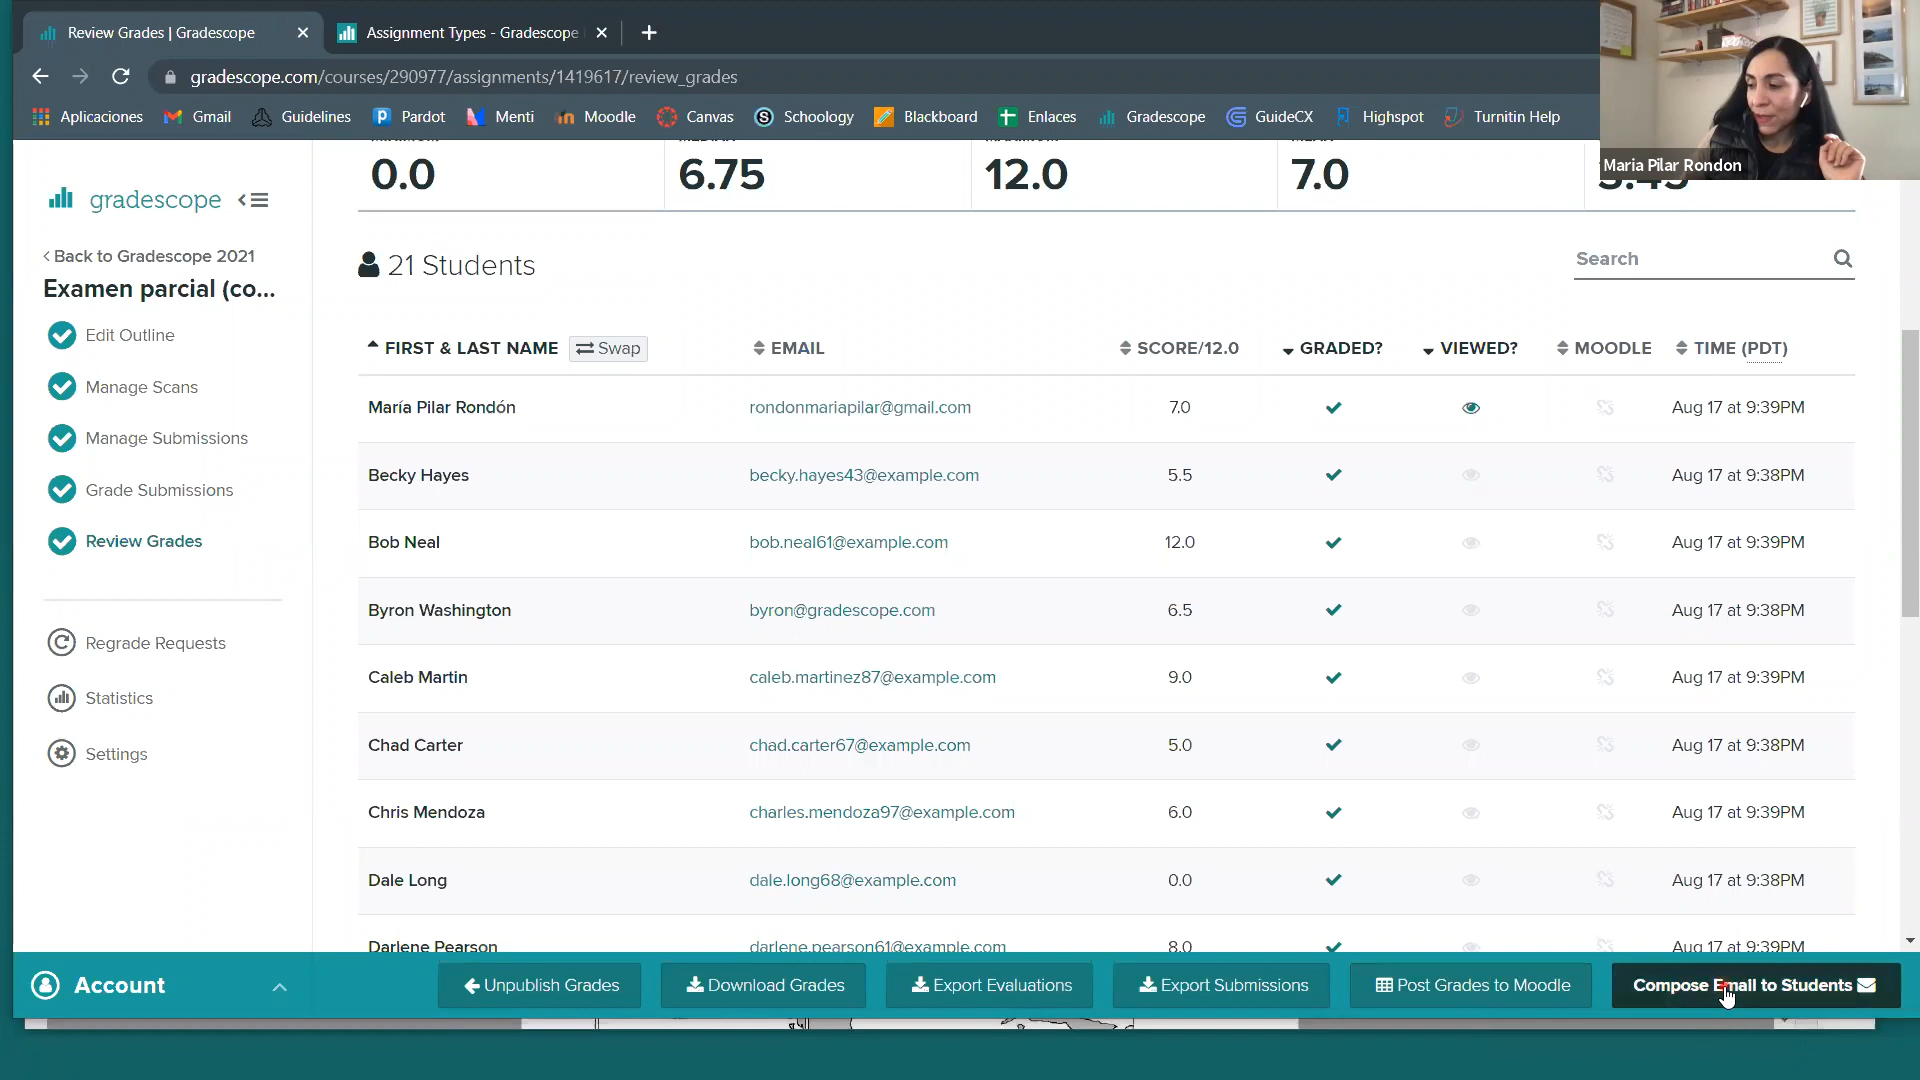 Review Grades | Gradescope
Assignment Types - Gradescope
gradescope.com/courses/290977/assignments/1419617/review_grades
Aplicaciones Gmail Guidelines Pardot Menti Moodle Canvas Schoology Blackboard Enlaces Gradescope GuideCX Highspot Turnitin Help
Maria Pilar Rondon
gradescope
0.0 6.75 12.0 7.0
Back to Gradescope 2021
Examen parcial (co...
Edit Outline
Manage Scans
Manage Submissions
Grade Submissions
Review Grades
Regrade Requests
Statistics
Settings
21 Students
Search
FIRST & LAST NAME Swap EMAIL SCORE/12.0 GRADED? VIEWED? MOODLE TIME (PDT)
María Pilar Rondón rondonmariapilar@gmail.com 7.0 Aug 17 at 9:39PM
Becky Hayes becky.hayes43@example.com 5.5 Aug 17 at 9:38PM
Bob Neal bob.neal61@example.com 12.0 Aug 17 at 9:39PM
Byron Washington byron@gradescope.com 6.5 Aug 17 at 9:38PM
Caleb Martin caleb.martinez87@example.com 9.0 Aug 17 at 9:39PM
Chad Carter chad.carter67@example.com 5.0 Aug 17 at 9:38PM
Chris Mendoza charles.mendoza97@example.com 6.0 Aug 17 at 9:39PM
Dale Long dale.long68@example.com 0.0 Aug 17 at 9:38PM
Darlene Pearson darlene.pearson61@example.com 8.0 Aug 17 at 9:39PM
Account
Unpublish Grades Download Grades Export Evaluations Export Submissions Post Grades to Moodle Compose Email to Students